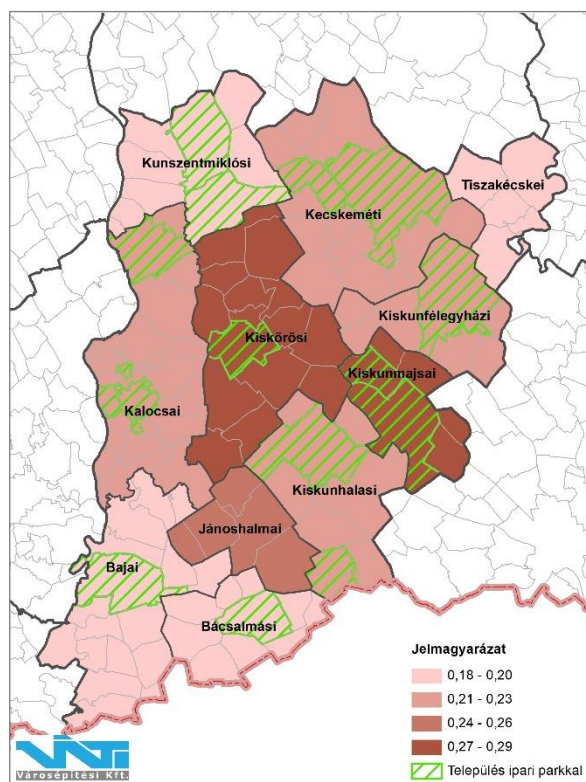 Kunszentmiklósi
Tiszakécskei
Kecskeméti
Kiskunfélegyházi
Kiskőrösi
Kiskunmajsai
Kalocsai
Kiskunhalasi
Jánoshalmai
Bajai
Bácsalmási
Jelmagyarázat
0,18 - 0,20
0,21 - 0,23
0,24 - 0,26
0,27 - 0,29
Település ipari parkkal
VÁTI
Városépítési Kft.